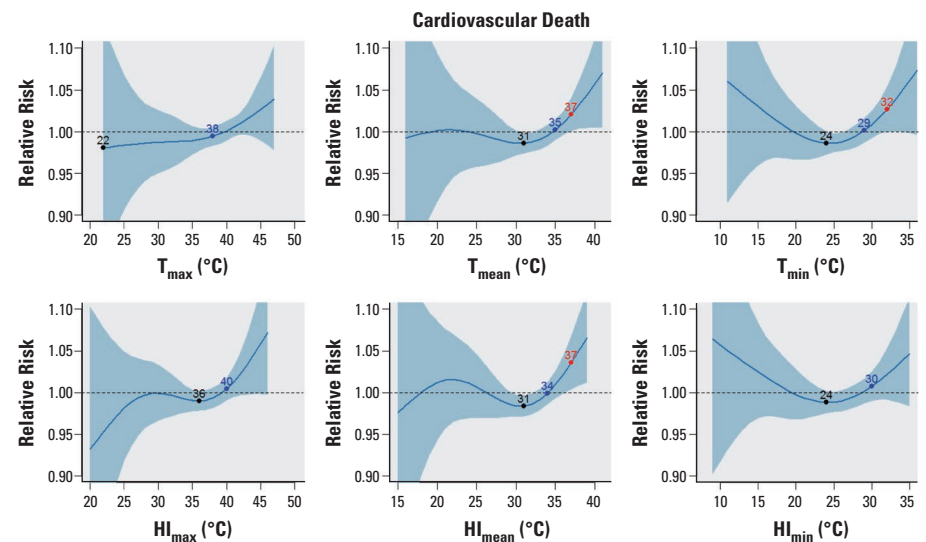 Cardiovascular Death
Relative Risk
1.10
1.05
1.00
0.95
0.90
22
38
20 25 30 35 40 45 50
Tmax (°C)
Relative Risk
1.10
1.05
1.00
0.95
0.90
31
35
37
15 20 25 30 35 40
Tmean (°C)
Relative Risk
1.10
1.05
1.00
0.95
0.90
24
29
32
10 15 20 25 30 35
Tmin (°C)
Relative Risk
1.10
1.05
1.00
0.95
0.90
36
40
20 25 30 35 40 45 50
HImax (°C)
Relative Risk
1.10
1.05
1.00
0.95
0.90
31
34
37
15 20 25 30 35 40
HImean (°C)
Relative Risk
1.10
1.05
1.00
0.95
0.90
24
30
10 15 20 25 30 35
HImin (°C)